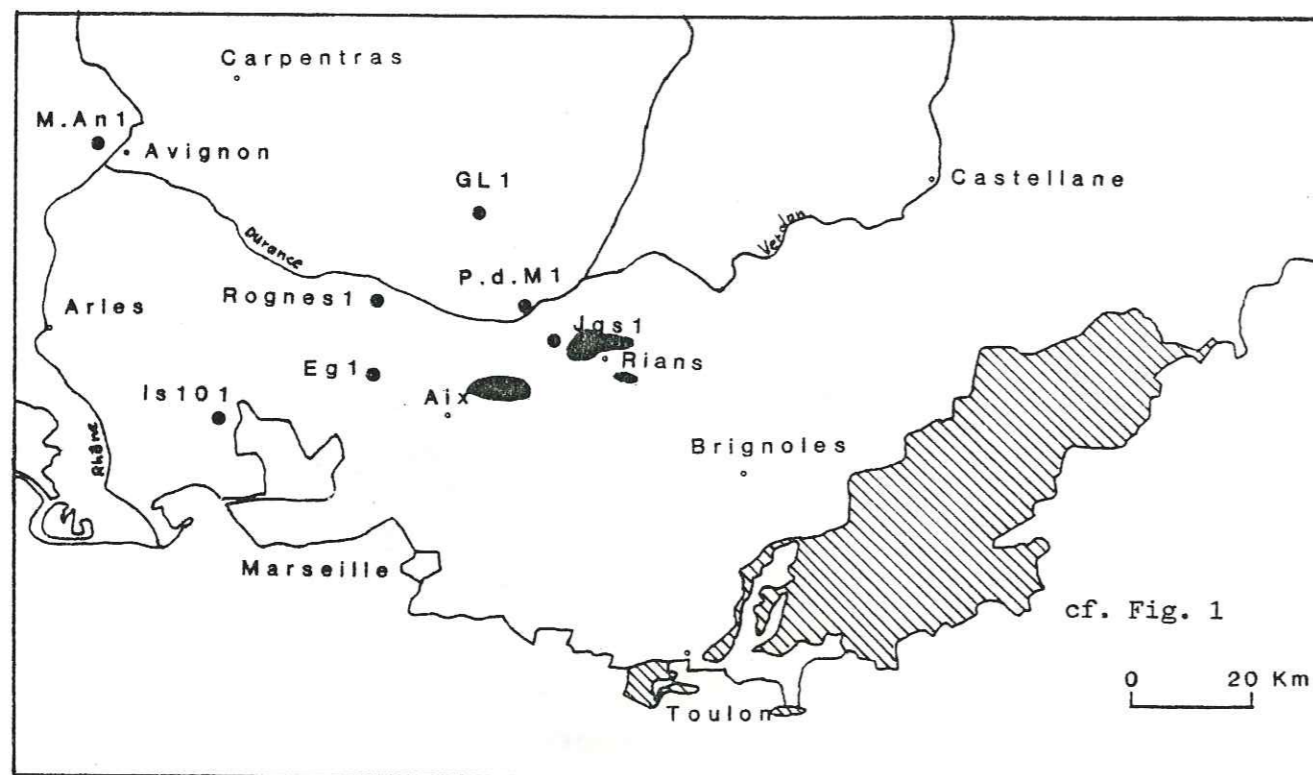 Carpentras
M.An1
Avignon
GL1
Castellane
Durance
Verdon
P.d.M1
Rognes1
Arles
Jqs1
Rians
Eg1
Aix
Is101
Brignoles
Rhône
Marseille
cf. Fig. 1
0 20 Km
Toulon